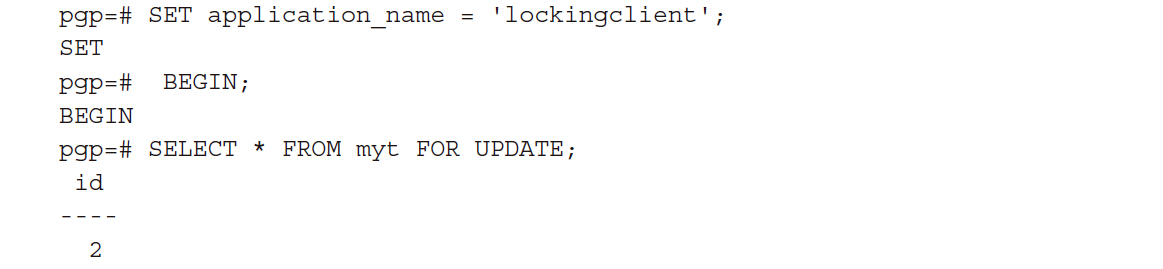 pgp=# SET application_name = 'lockingclient';
SET
pgp=#  BEGIN;
BEGIN
pgp=# SELECT * FROM myt FOR UPDATE;
 id
----
  2